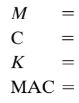 M =
C =
K =
MAC =